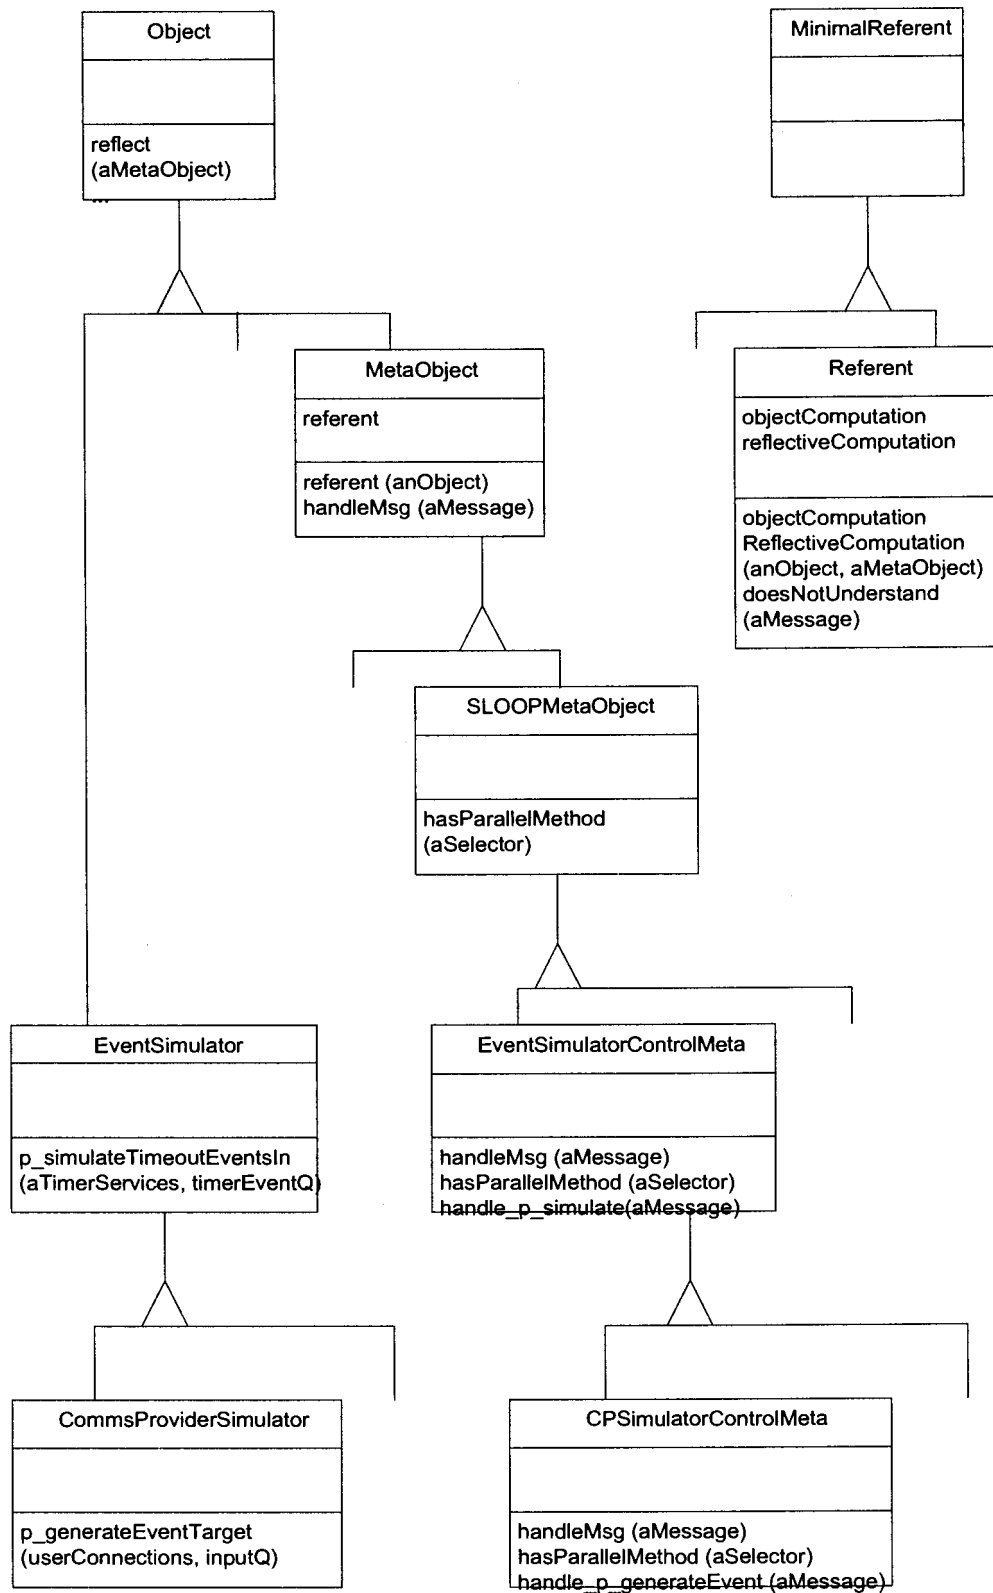 Object
reflect
(aMetaObject)
...
MinimalReferent
MetaObject
referent
referent (anObject)
handleMsg (aMessage)
Referent
objectComputation
reflectiveComputation
objectComputation
ReflectiveComputation
(anObject, aMetaObject)
doesNotUnderstand
(aMessage)
SLOOPMetaObject
hasParallelMethod
(aSelector)
EventSimulator
p_simulateTimeoutEventsIn
(aTimerServices, timerEventQ)
EventSimulatorControlMeta
handleMsg (aMessage)
hasParallelMethod (aSelector)
handle_p_simulate(aMessage)
CommsProviderSimulator
p_generateEventTarget
(userConnections, inputQ)
CPSimulatorControlMeta
handleMsg (aMessage)
hasParallelMethod (aSelector)
handle_p_generateEvent (aMessage)